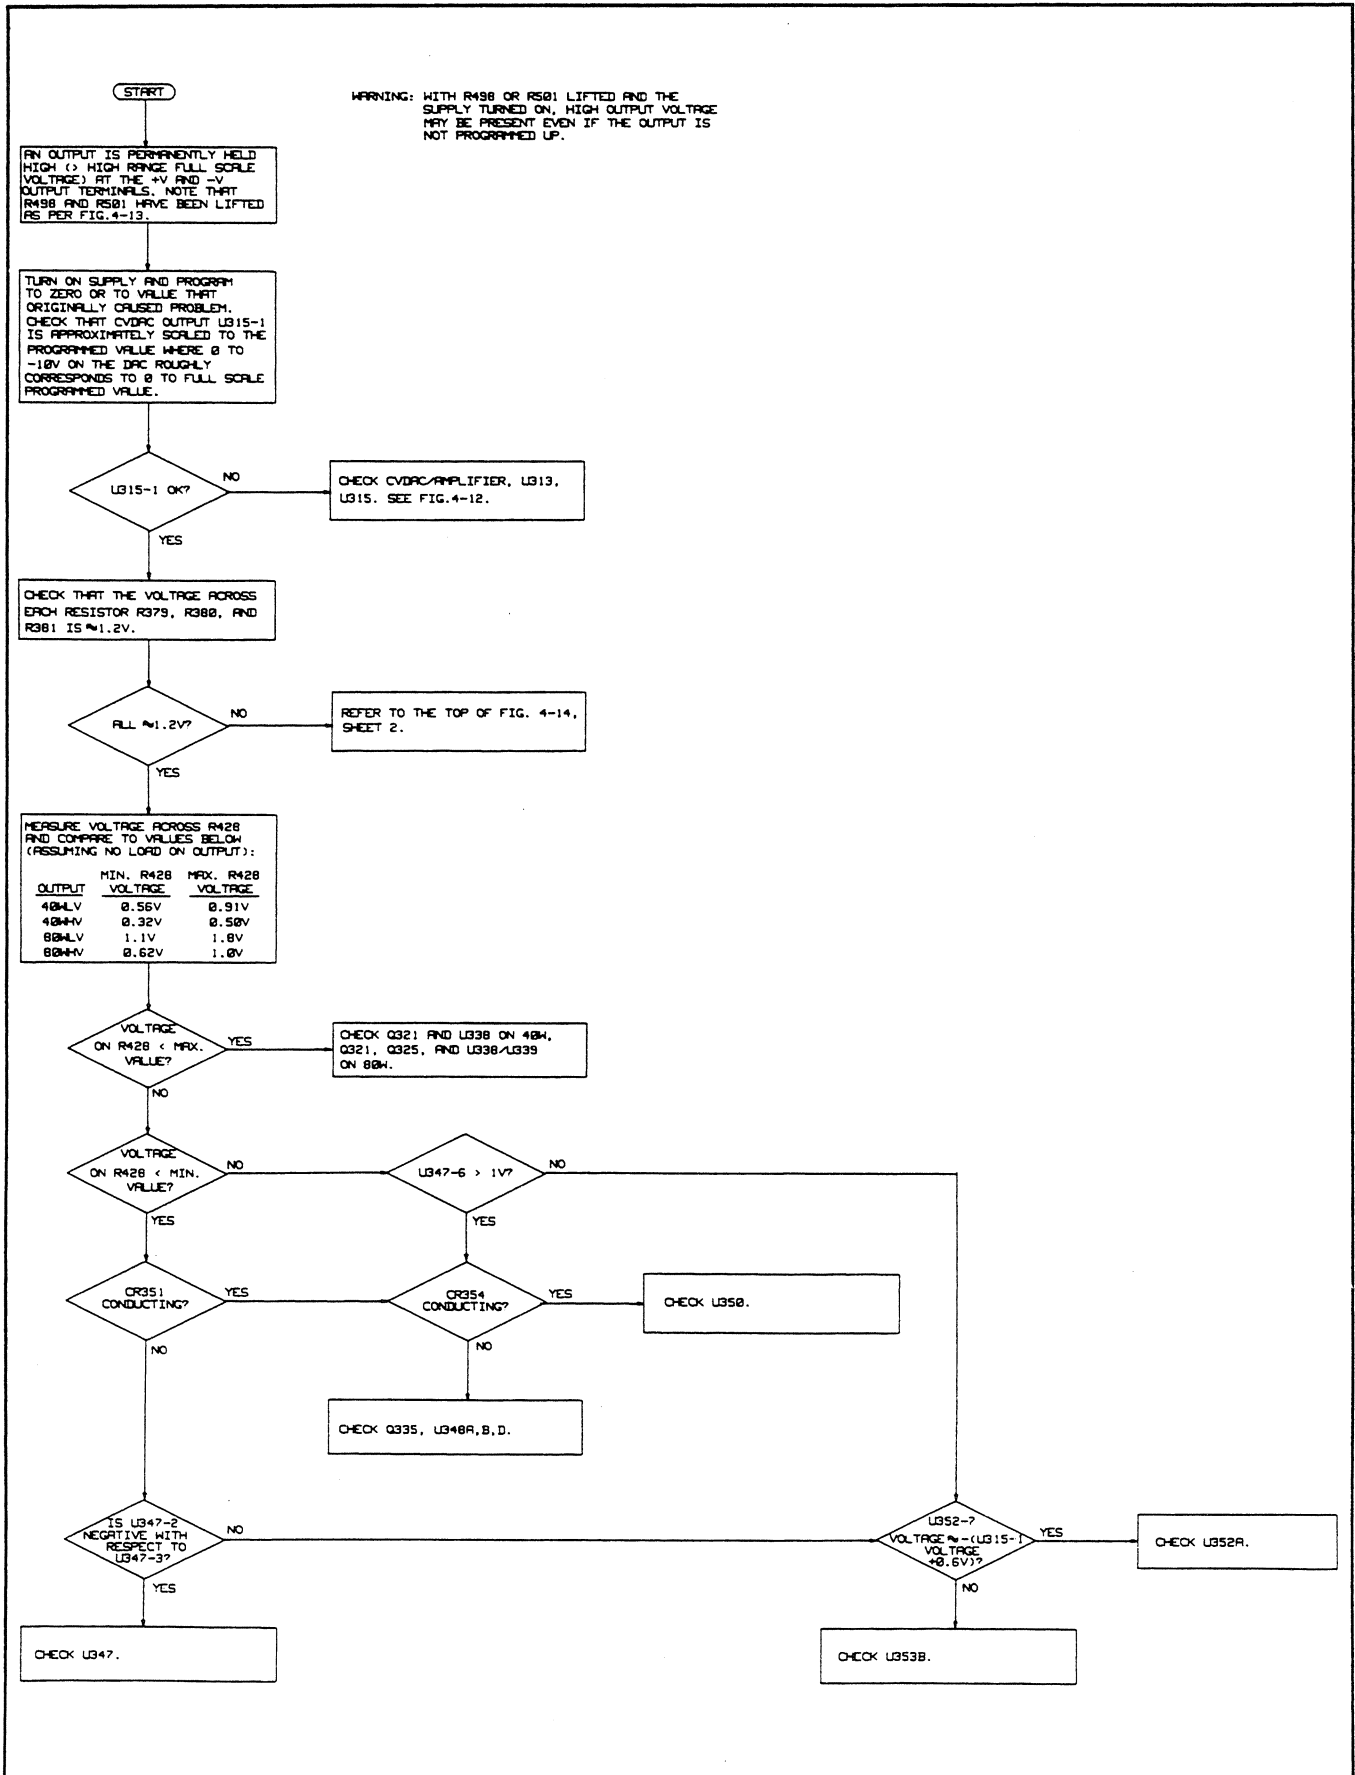 START
WARNING: WITH R498 OR R501 LIFTED AND THE
SUPPLY TURNED ON, HIGH OUTPUT VOLTAGE
MAY BE PRESENT EVEN IF THE OUTPUT IS
NOT PROGRAMMED UP.
AN OUTPUT IS PERMANENTLY HELD
HIGH (> HIGH RANGE FULL SCALE
VOLTAGE) AT THE +V AND -V
OUTPUT TERMINALS. NOTE THAT
R498 AND R501 HAVE BEEN LIFTED
AS PER FIG.4-13.
TURN ON SUPPLY AND PROGRAM
TO ZERO OR TO VALUE THAT
ORIGINALLY CAUSED PROBLEM.
CHECK THAT CVDAC OUTPUT U315-1
IS APPROXIMATELY SCALED TO THE
PROGRAMMED VALUE WHERE 0 TO
-10V ON THE DAC ROUGHLY
CORRESPONDS TO 0 TO FULL SCALE
PROGRAMMED VALUE.
U315-1 OK?
NO
CHECK CVDAC/AMPLIFIER, U313,
U315. SEE FIG.4-12.
YES
CHECK THAT THE VOLTAGE ACROSS
EACH RESISTOR R379, R380, AND
R381 IS ≈1.2V.
ALL ≈1.2V?
NO
REFER TO THE TOP OF FIG. 4-14,
SHEET 2.
YES
MEASURE VOLTAGE ACROSS R428
AND COMPARE TO VALUES BELOW
(ASSUMING NO LOAD ON OUTPUT):
MIN. R428 MAX. R428
OUTPUT VOLTAGE VOLTAGE
40WLV 0.56V 0.91V
40WHV 0.32V 0.50V
80WLV 1.1V 1.8V
80WHV 0.62V 1.0V
VOLTAGE
ON R428 < MAX.
VALUE?
YES
CHECK Q321 AND U338 ON 40W,
Q321, Q325, AND U338/U339
ON 80W.
NO
VOLTAGE
ON R428 < MIN.
VALUE?
NO
U347-6 > 1V?
NO
YES
YES
CR351
CONDUCTING?
YES
CR354
CONDUCTING?
YES
CHECK U350.
NO
NO
CHECK Q335, U348A,B,D.
IS U347-2
NEGATIVE WITH
RESPECT TO
U347-3?
NO
U352-7
VOLTAGE ≈ -(U315-1
VOLTAGE
+0.6V)?
YES
CHECK U352A.
YES
NO
CHECK U347.
CHECK U353B.